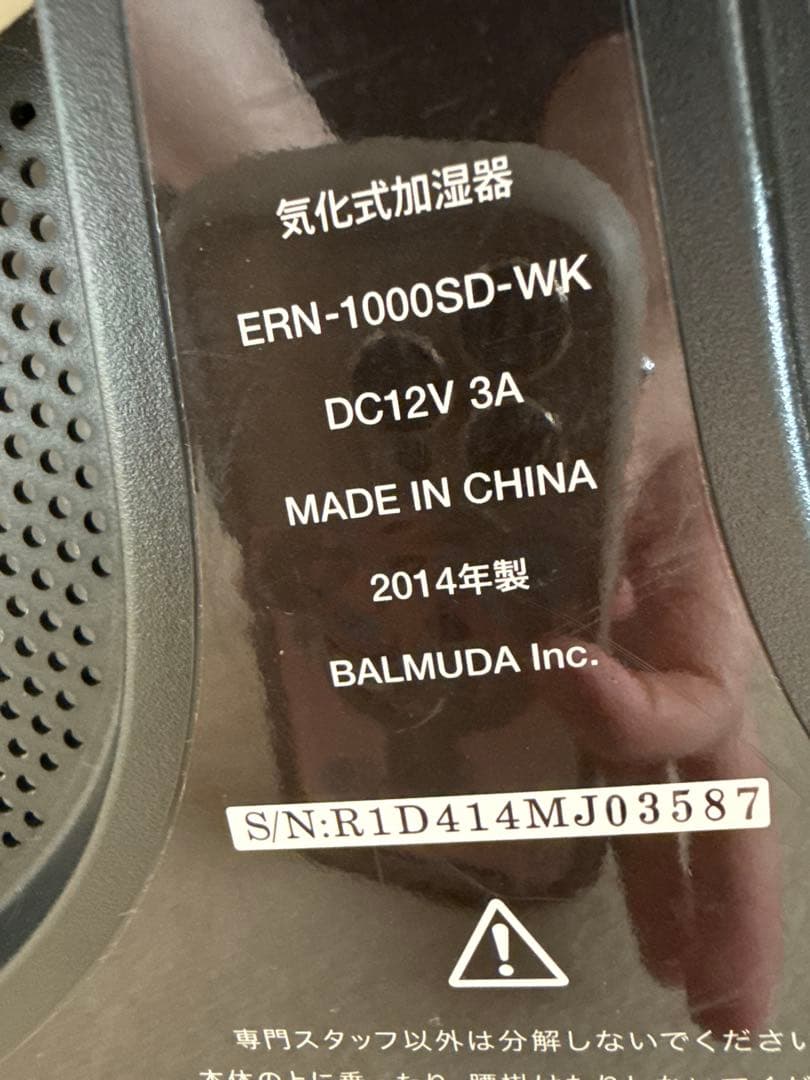 気化式加湿器
ERN-1000SD-WK
DC12V 3A
MADE IN CHINA
2014年製
BALMUDA Inc.
S/N:R1D414MJ03587
専門スタッフ以外は分解しないでください